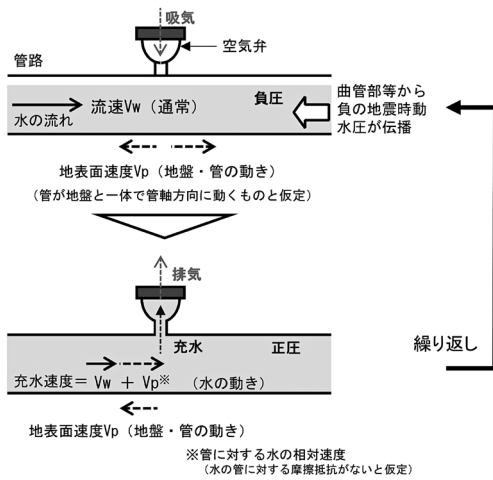 吸気
空気弁
管路
流速Vw（通常）
負圧
水の流れ
曲管部等から
負の地震時動
水圧が伝播
地表面速度Vp（地盤・管の動き）
（管が地盤と一体で管軸方向に動くものと仮定）
排気
充水
正圧
繰り返し
充水速度＝ Vw ＋ Vp※ （水の動き）
地表面速度Vp（地盤・管の動き）
※管に対する水の相対速度
（水の管に対する摩擦抵抗がないと仮定）